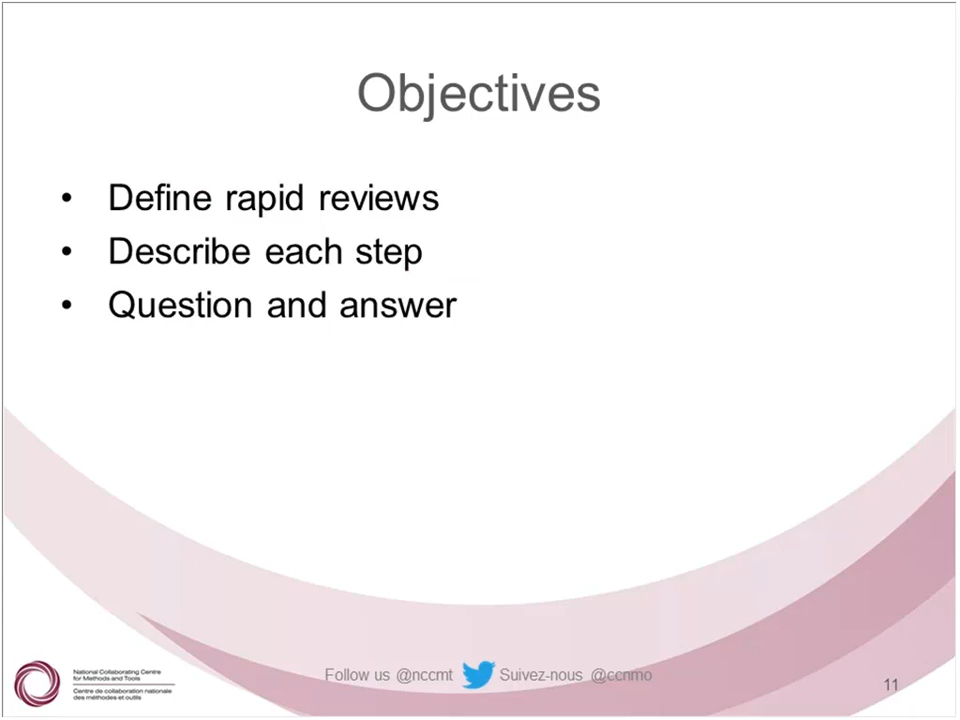 Objectives
• Define rapid reviews
• Describe each step
• Question and answer
National Collaborating Centre
for Methods and Tools
Centre de collaboration nationale
des méthodes et outils
Follow us @nccmt Suivez-nous @ccnmo
11